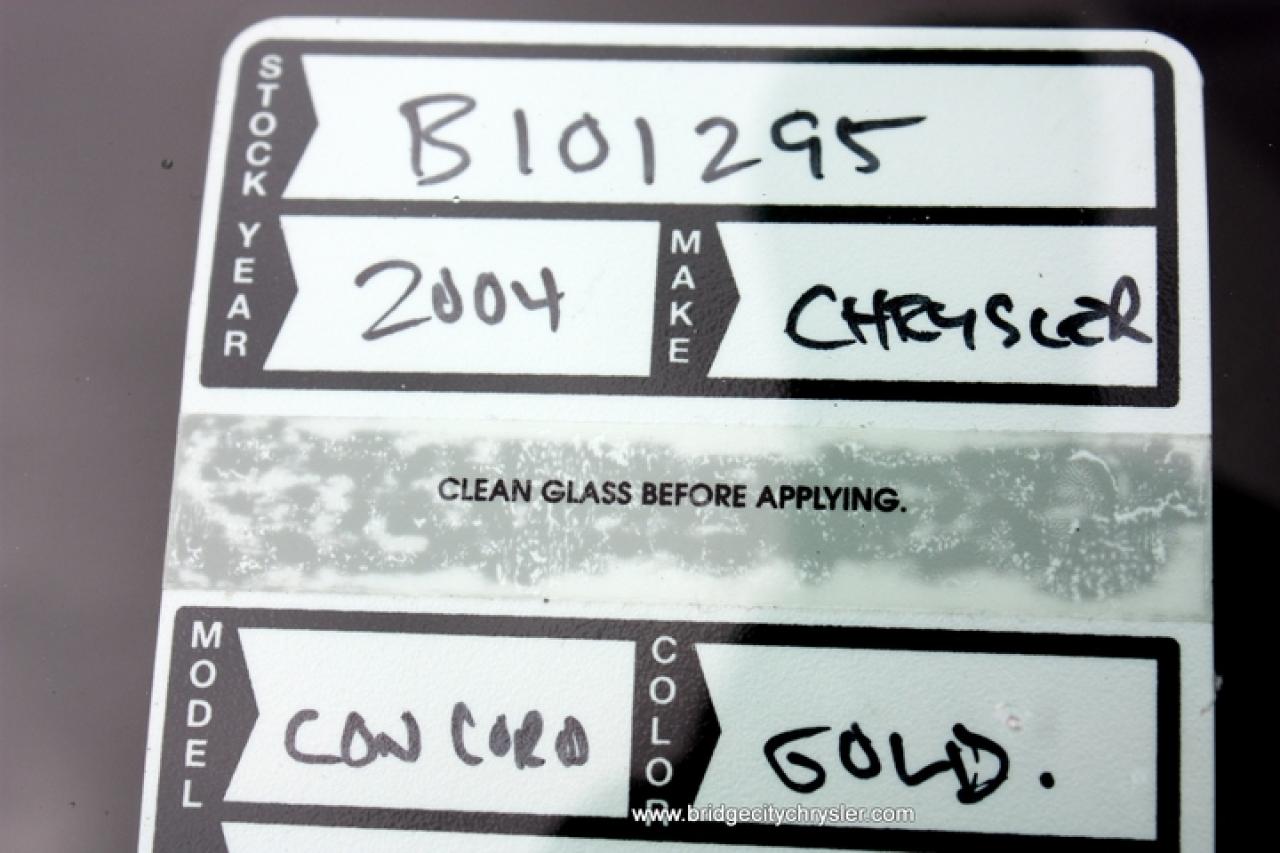 STOCK B101295
YEAR 2004 MAKE CHRYSLER
CLEAN GLASS BEFORE APPLYING.
MODEL CONCORD COLOR GOLD.
www.bridgecitychrysler.com